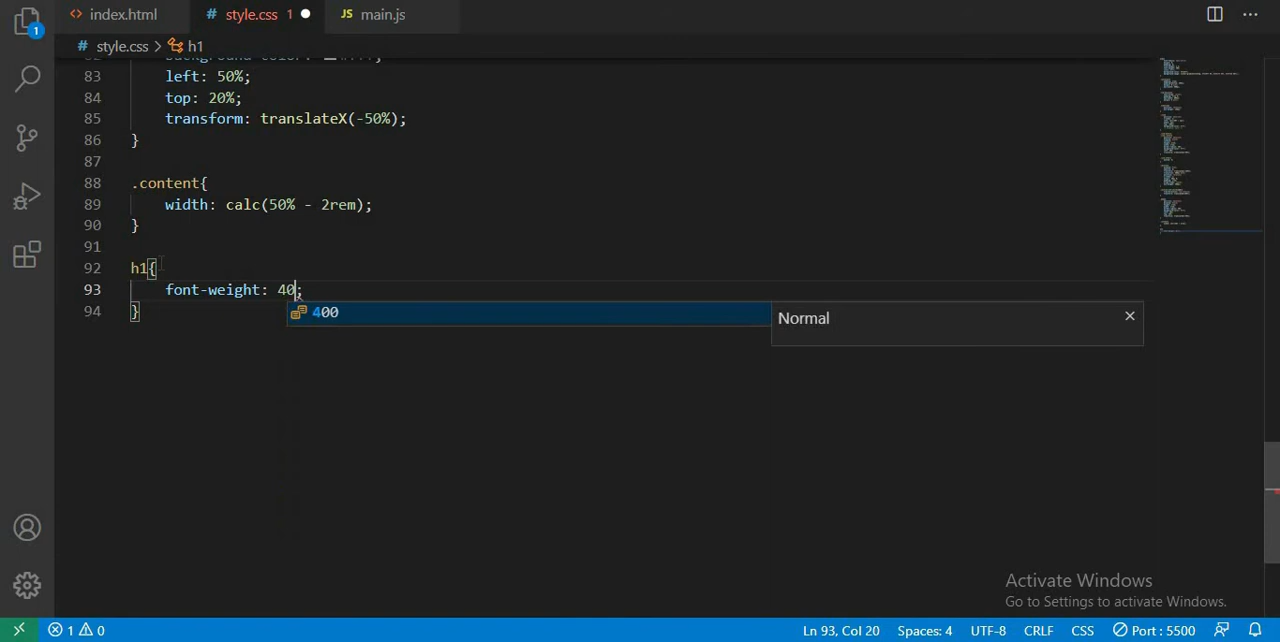 index.html
# style.css 1
JS main.js
# style.css > h1
83 left: 50%;
84 top: 20%;
85 transform: translateX(-50%);
86 }
87
88 .content{
89 width: calc(50% - 2rem);
90 }
91
92 h1{
93 font-weight: 40;
400
Normal
94 }
1
Activate Windows
Go to Settings to activate Windows.
1 0
Ln 93, Col 20
Spaces: 4
UTF-8
CRLF
CSS
Port : 5500